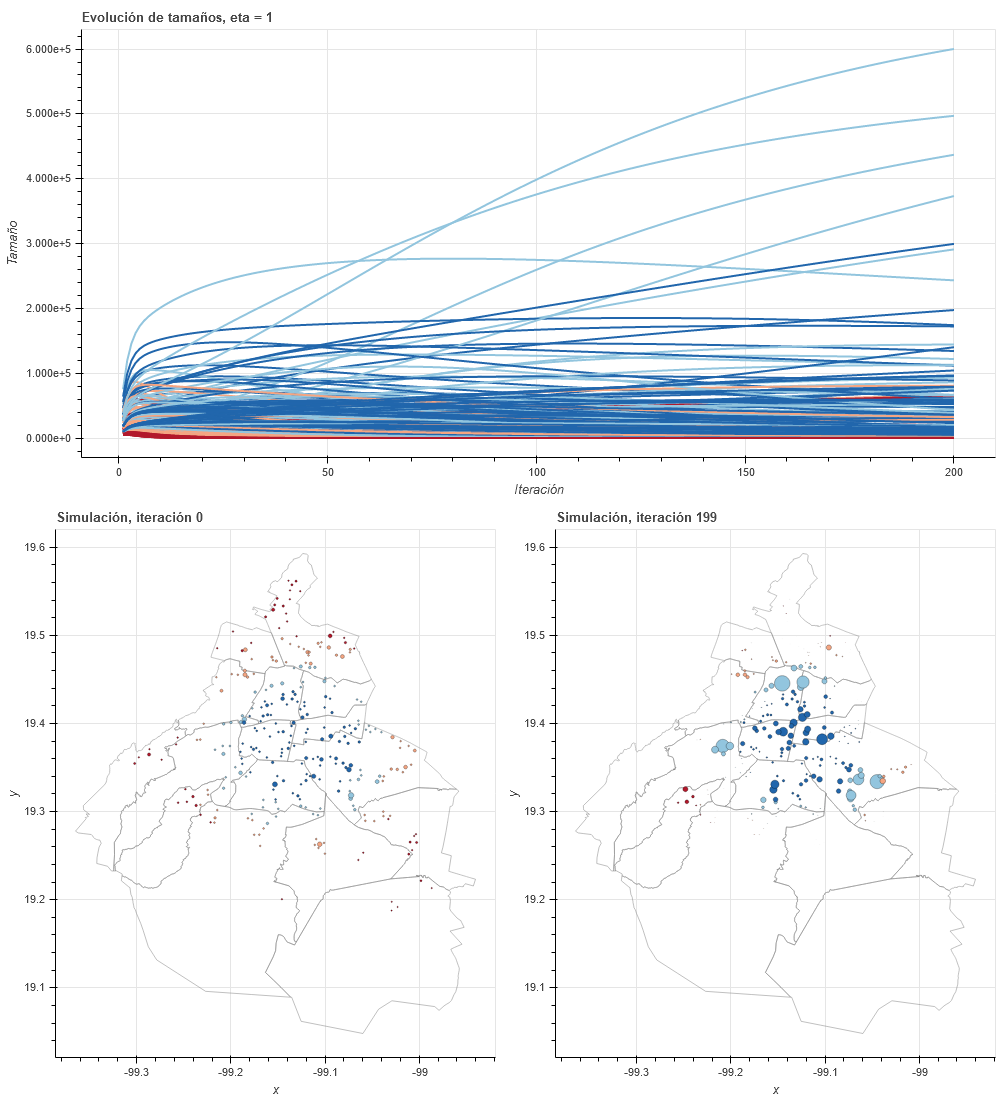 Evolución de tamaños, eta = 1
6.000e+5
5.000e+5
4.000e+5
3.000e+5
2.000e+5
1.000e+5
0.000e+0
Tamaño
0 50 100 150 200
Iteración
Simulación, iteración 0
19.6
19.5
19.4
19.3
19.2
19.1
y
-99.3 -99.2 -99.1 -99
x
Simulación, iteración 199
19.6
19.5
19.4
19.3
19.2
19.1
y
-99.3 -99.2 -99.1 -99
x